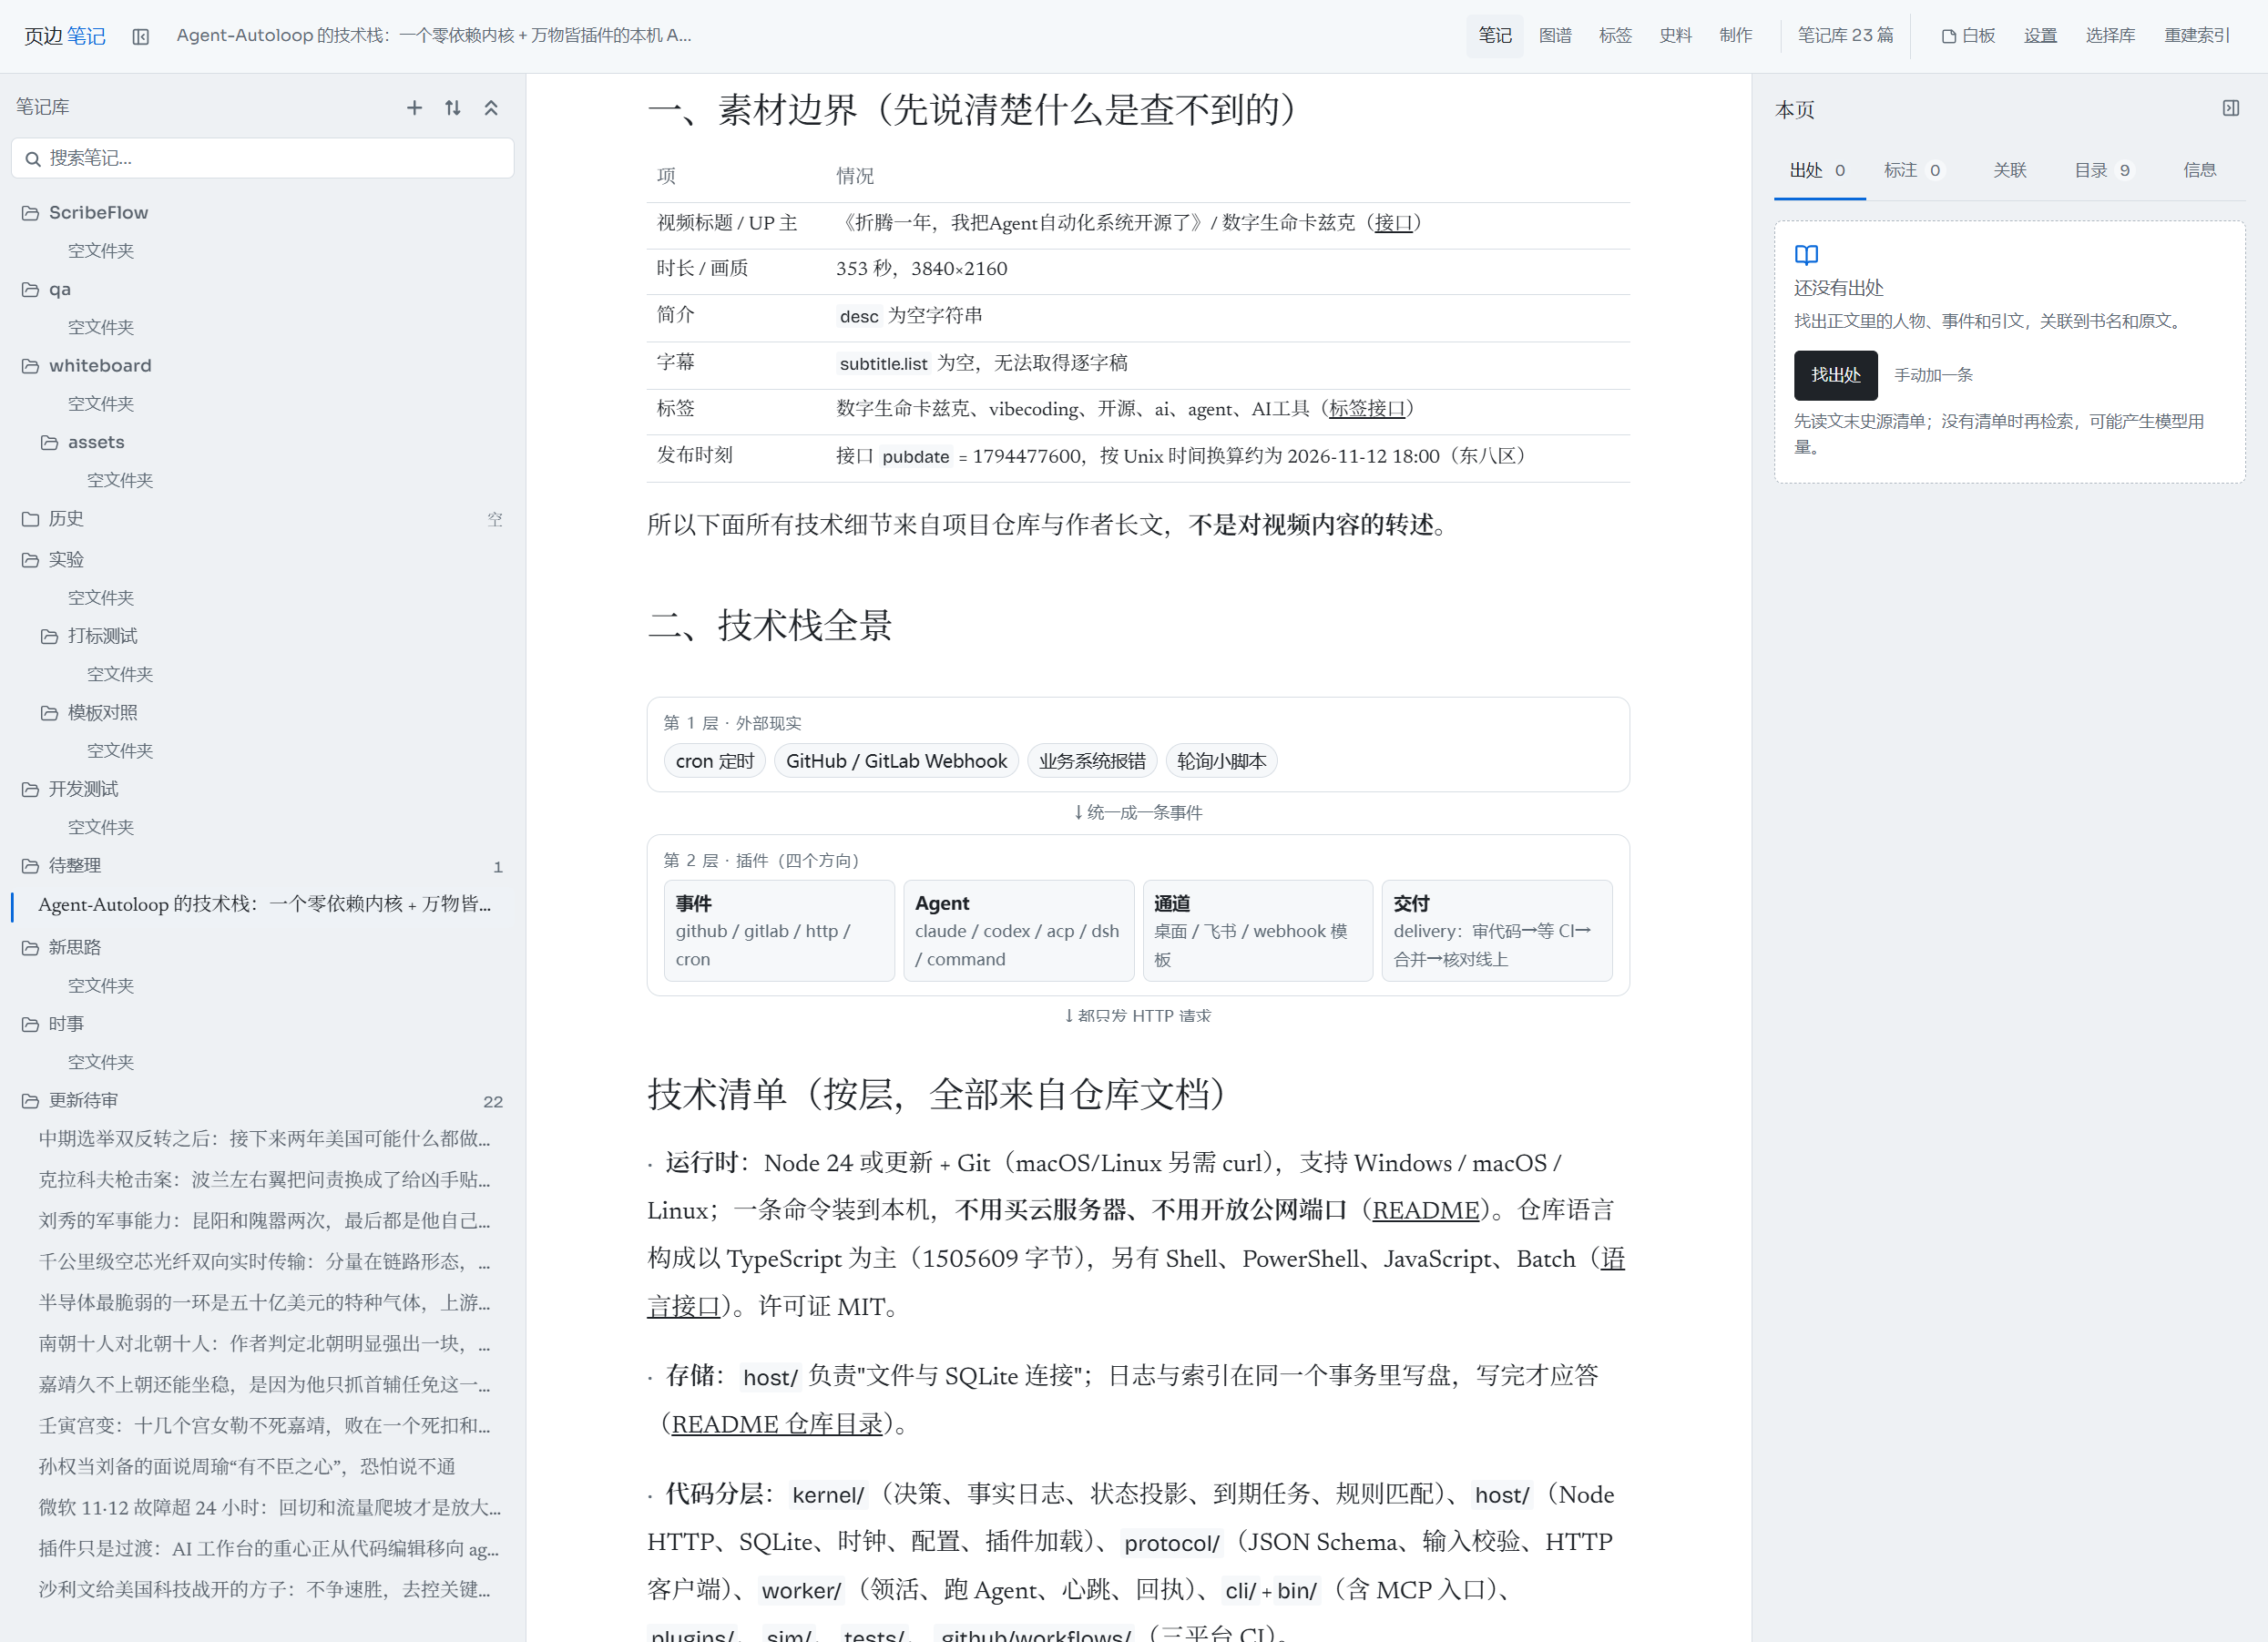 页边 笔记
Agent-Autoloop 的技术栈：一个零依赖内核 + 万物皆插件的本机 A...
笔记
图谱
标签
史料
制作
笔记库 23 篇
白板
设置
选择库
重建索引
笔记库
搜索笔记...
ScribeFlow
空文件夹
qa
空文件夹
whiteboard
空文件夹
assets
空文件夹
历史
空
实验
空文件夹
打标测试
空文件夹
模板对照
空文件夹
开发测试
空文件夹
待整理
1
Agent-Autoloop 的技术栈：一个零依赖内核 + 万物皆...
新思路
空文件夹
时事
空文件夹
更新待审
22
中期选举双反转之后：接下来两年美国可能什么都做...
克拉科夫枪击案：波兰左右翼把问责换成了给凶手贴...
刘秀的军事能力：昆阳和隗嚣两次，最后都是他自己...
千公里级空芯光纤双向实时传输：分量在链路形态，...
半导体最脆弱的一环是五十亿美元的特种气体，上游...
南朝十人对北朝十人：作者判定北朝明显强出一块，...
嘉靖久不上朝还能坐稳，是因为他只抓首辅任免这一...
壬寅宫变：十几个宫女勒不死嘉靖，败在一个死扣和...
孙权当刘备的面说周瑜“有不臣之心”，恐怕说不通
微软 11·12 故障超 24 小时：回切和流量爬坡才是放大...
插件只是过渡：AI 工作台的重心正从代码编辑移向 ag...
沙利文给美国科技战开的方子：不争速胜，去控关键...
一、素材边界（先说清楚什么是查不到的）
项 情况
视频标题 / UP 主 《折腾一年，我把Agent自动化系统开源了》/ 数字生命卡兹克（接口）
时长 / 画质 353 秒，3840×2160
简介 desc 为空字符串
字幕 subtitle.list 为空，无法取得逐字稿
标签 数字生命卡兹克、vibecoding、开源、ai、agent、AI工具（标签接口）
发布时刻 接口 pubdate = 1794477600，按 Unix 时间换算约为 2026-11-12 18:00（东八区）
所以下面所有技术细节来自项目仓库与作者长文，不是对视频内容的转述。
二、技术栈全景
第 1 层 · 外部现实
cron 定时
GitHub / GitLab Webhook
业务系统报错
轮询小脚本
↓ 统一成一条事件
第 2 层 · 插件（四个方向）
事件
github / gitlab / http /
cron
Agent
claude / codex / acp / dsh
/ command
通道
桌面 / 飞书 / webhook 模
板
交付
delivery：审代码→等 CI→
合并→核对线上
↓ 都只发 HTTP 请求
技术清单（按层，全部来自仓库文档）
· 运行时：Node 24 或更新 + Git（macOS/Linux 另需 curl），支持 Windows / macOS /
Linux；一条命令装到本机，不用买云服务器、不用开放公网端口（README）。仓库语言
构成以 TypeScript 为主（1505609 字节），另有 Shell、PowerShell、JavaScript、Batch（语
言接口）。许可证 MIT。
· 存储：host/ 负责"文件与 SQLite 连接"；日志与索引在同一个事务里写盘，写完才应答
（README 仓库目录）。
· 代码分层：kernel/（决策、事实日志、状态投影、到期任务、规则匹配）、host/（Node
HTTP、SQLite、时钟、配置、插件加载）、protocol/（JSON Schema、输入校验、HTTP
客户端）、worker/（领活、跑 Agent、心跳、回执）、cli/ + bin/（含 MCP 入口）、
plugins/、sim/、tests/、.github/workflows/（三平台 CI）。
本页
出处 0
标注 0
关联
目录 9
信息
还没有出处
找出正文里的人物、事件和引文，关联到书名和原文。
找出处
手动加一条
先读文末史源清单；没有清单时再检索，可能产生模型用
量。